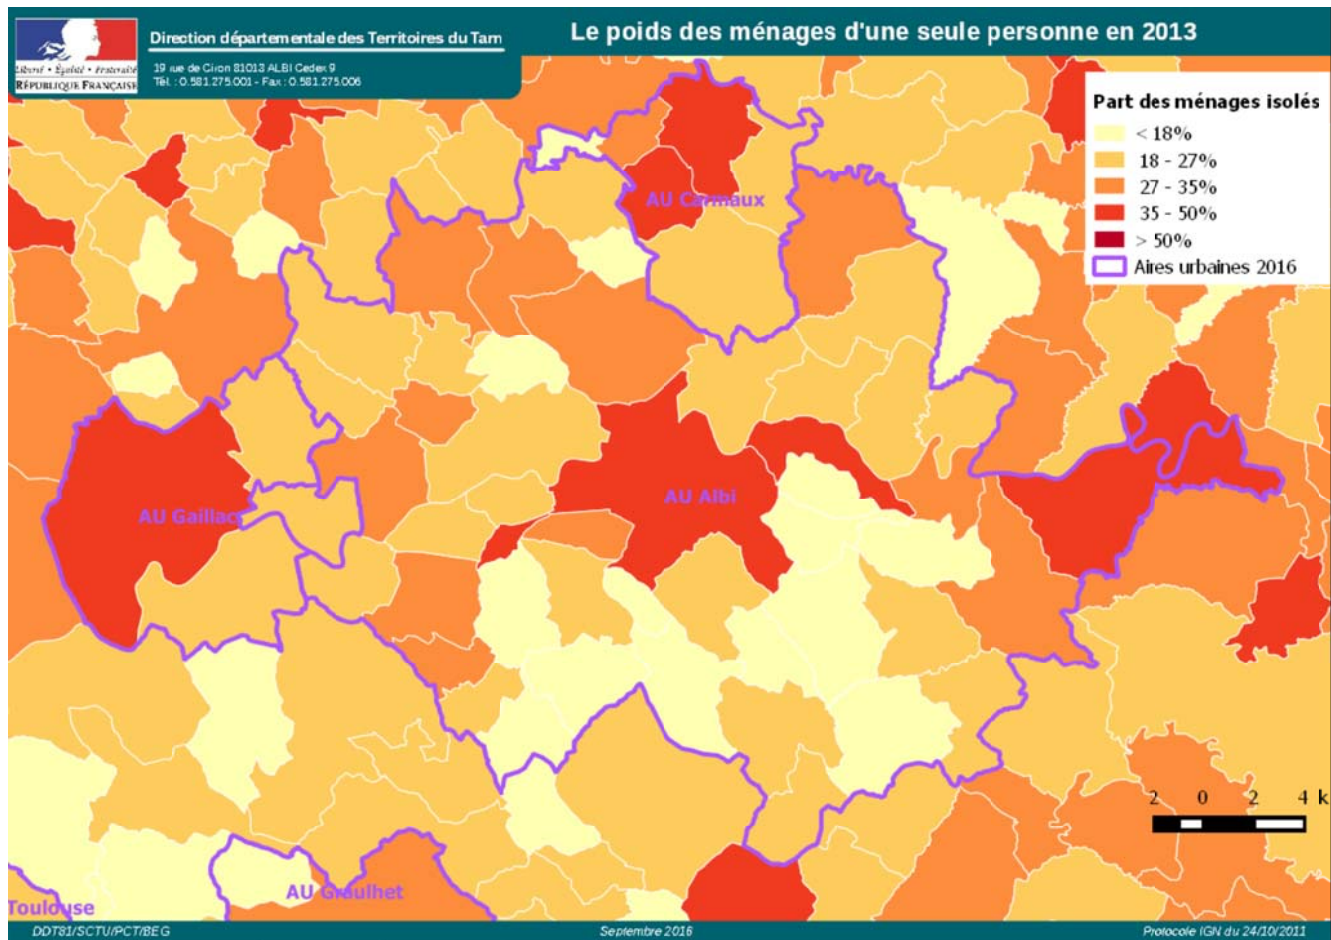 Liberté • Égalité • Fraternité
RÉPUBLIQUE FRANÇAISE
Direction départementale des Territoires du Tarn
19 rue de Ciron 81013 ALBI Cedex 9
Tél. : 0.581.275.001 - Fax : 0.581.275.006
Le poids des ménages d'une seule personne en 2013
Part des ménages isolés
< 18%
18 - 27%
27 - 35%
35 - 50%
> 50%
Aires urbaines 2016
AU Carmaux
AU Albi
AU Gaillac
AU Graulhet
Toulouse
2 0 2 4 k
DDT81/SCTU/PCT/BEG
Septembre 2016
Protocole IGN du 24/10/2011